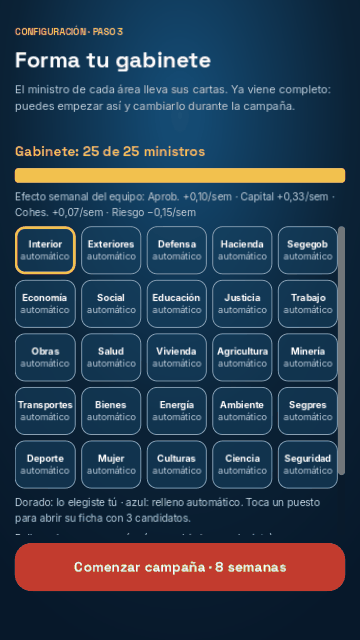 CONFIGURACIÓN · PASO 3
Forma tu gabinete
El ministro de cada área lleva sus cartas. Ya viene completo:
puedes empezar así y cambiarlo durante la campaña.
Gabinete: 25 de 25 ministros
Efecto semanal del equipo: Aprob. +0,10/sem · Capital +0,33/sem ·
Cohes. +0,07/sem · Riesgo −0,15/sem
Interior Exteriores Defensa Hacienda Segegob
automático automático automático automático automático
Economía Social Educación Justicia Trabajo
automático automático automático automático automático
Obras Salud Vivienda Agricultura Minería
automático automático automático automático automático
Transportes Bienes Energía Ambiente Segpres
automático automático automático automático automático
Deporte Mujer Culturas Ciencia Seguridad
automático automático automático automático automático
Dorado: lo elegiste tú · azul: relleno automático. Toca un puesto
para abrir su ficha con 3 candidatos.
Comenzar campaña · 8 semanas